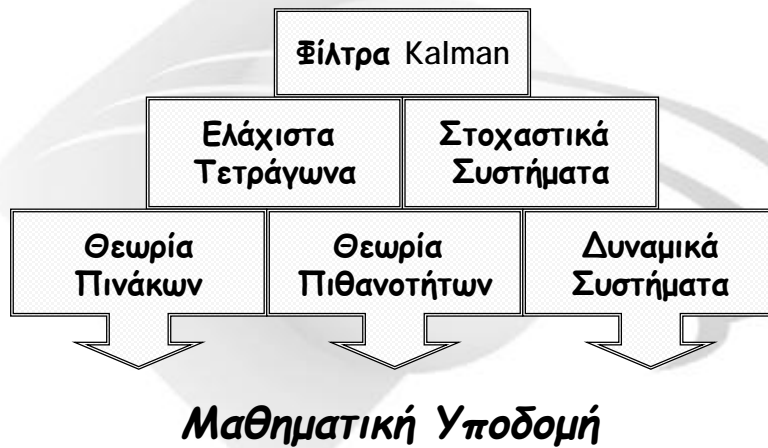 Φίλτρα Kalman
Ελάχιστα
Τετράγωνα
Στοχαστικά
Συστήματα
Θεωρία
Πινάκων
Θεωρία
Πιθανοτήτων
Δυναμικά
Συστήματα
Μαθηματική Υποδομή